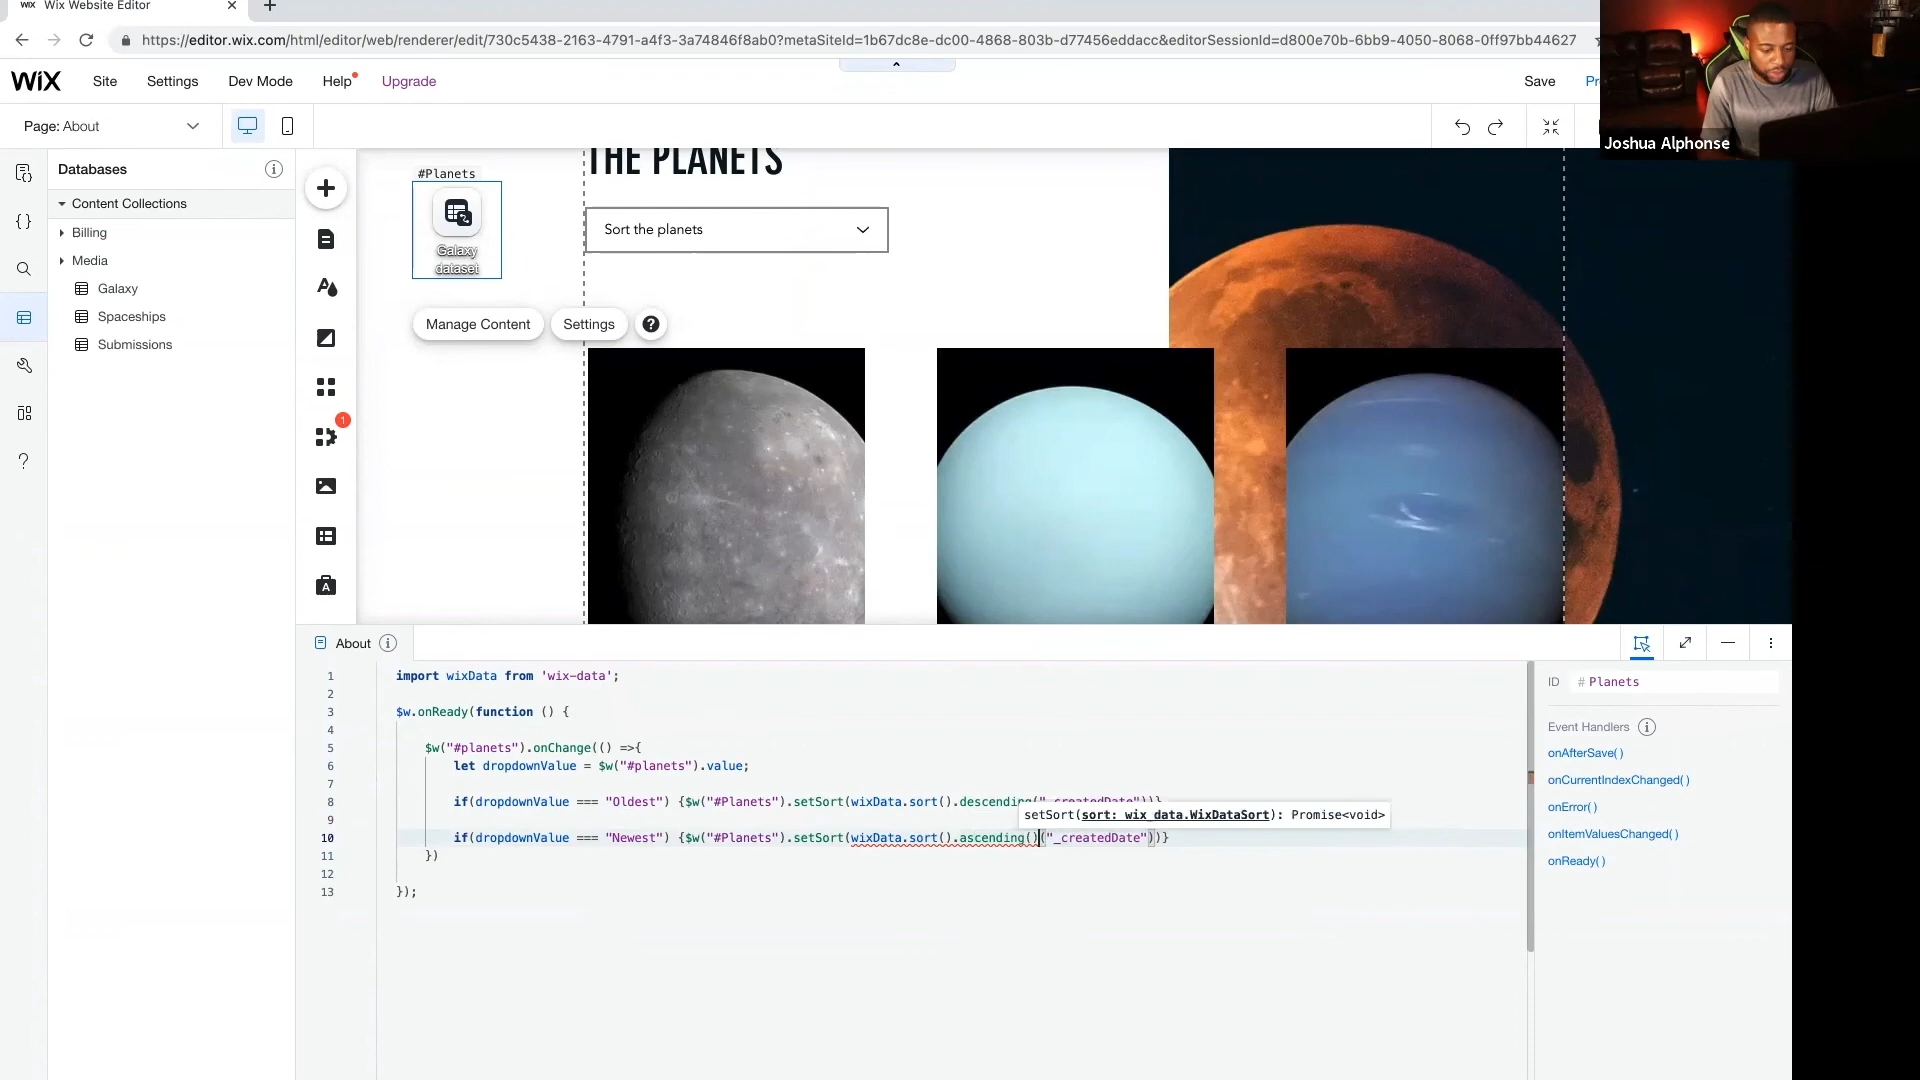 WIX Wix Website Editor
https://editor.wix.com/html/editor/web/renderer/edit/730c5438-2163-4791-a4f3-3a74846f8ab0?metaSiteId=1b67dc8e-dc00-4868-803b-d77456eddacc&editorSessionId=d800e70b-6bb9-4050-8068-0ff97bb44627
WIX Site Settings Dev Mode Help Upgrade Save Pr
Joshua Alphonse
Page: About
Databases
Content Collections
Billing
Media
Galaxy
Spaceships
Submissions
1
#Planets
Galaxy
dataset
THE PLANETS
Sort the planets
Manage Content Settings ?
About
1 import wixData from 'wix-data';
2
3 $w.onReady(function () {
4
5 $w("#planets").onChange(() =>{
6 let dropdownValue = $w("#planets").value;
7
8 if(dropdownValue === "Oldest") {$w("#Planets").setSort(wixData.sort().descending("_createdDate"))}
setSort(sort: wix_data.WixDataSort): Promise<void>
9
10 if(dropdownValue === "Newest") {$w("#Planets").setSort(wixData.sort().ascending()("_createdDate"))}
11 })
12
13 });
ID # Planets
Event Handlers
onAfterSave()
onCurrentIndexChanged()
onError()
onItemValuesChanged()
onReady()